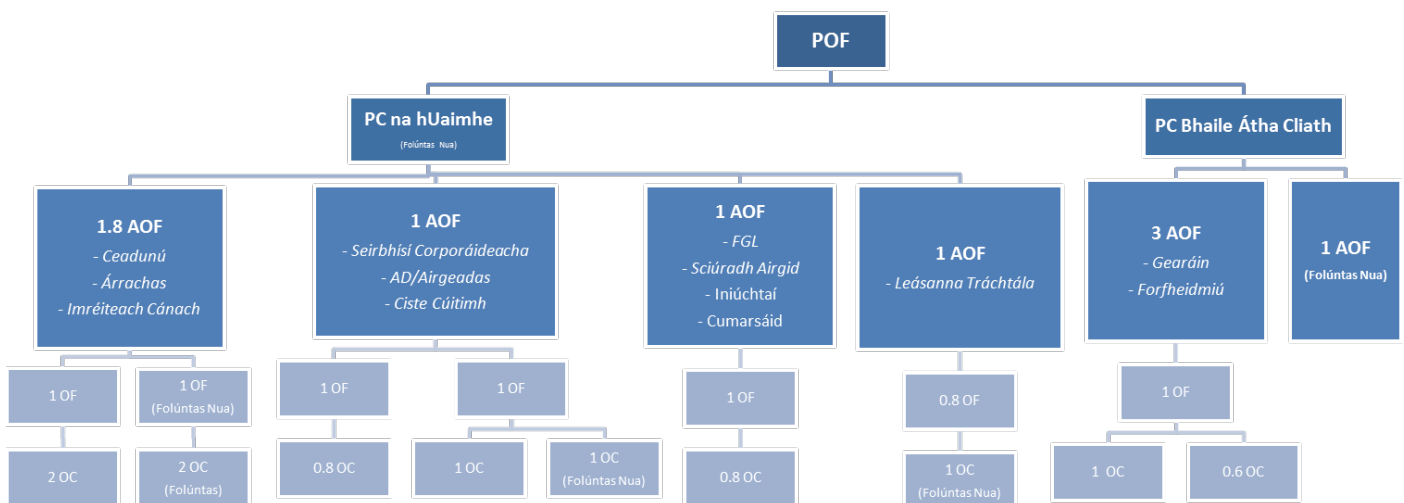 POF
PC na hUaimhe
(Folúntas Nua)
PC Bhaile Átha Cliath
1.8 AOF
- Ceadunú
- Árrachas
- Imréiteach Cánach
1 AOF
- Seirbhísí Corporáideacha
- AD/Airgeadas
- Ciste Cúitimh
1 AOF
- FGL
- Sciúradh Airgid
- Iniúchtaí
- Cumarsáid
1 AOF
- Leásanna Tráchtála
3 AOF
- Gearáin
- Forfheidmiú
1 AOF
(Folúntas Nua)
1 OF
1 OF
(Folúntas Nua)
1 OF
1 OF
1 OF
0.8 OF
1 OF
2 OC
2 OC
(Folúntas)
0.8 OC
1 OC
1 OC
(Folúntas Nua)
0.8 OC
1 OC
(Folúntas Nua)
1 OC
0.6 OC